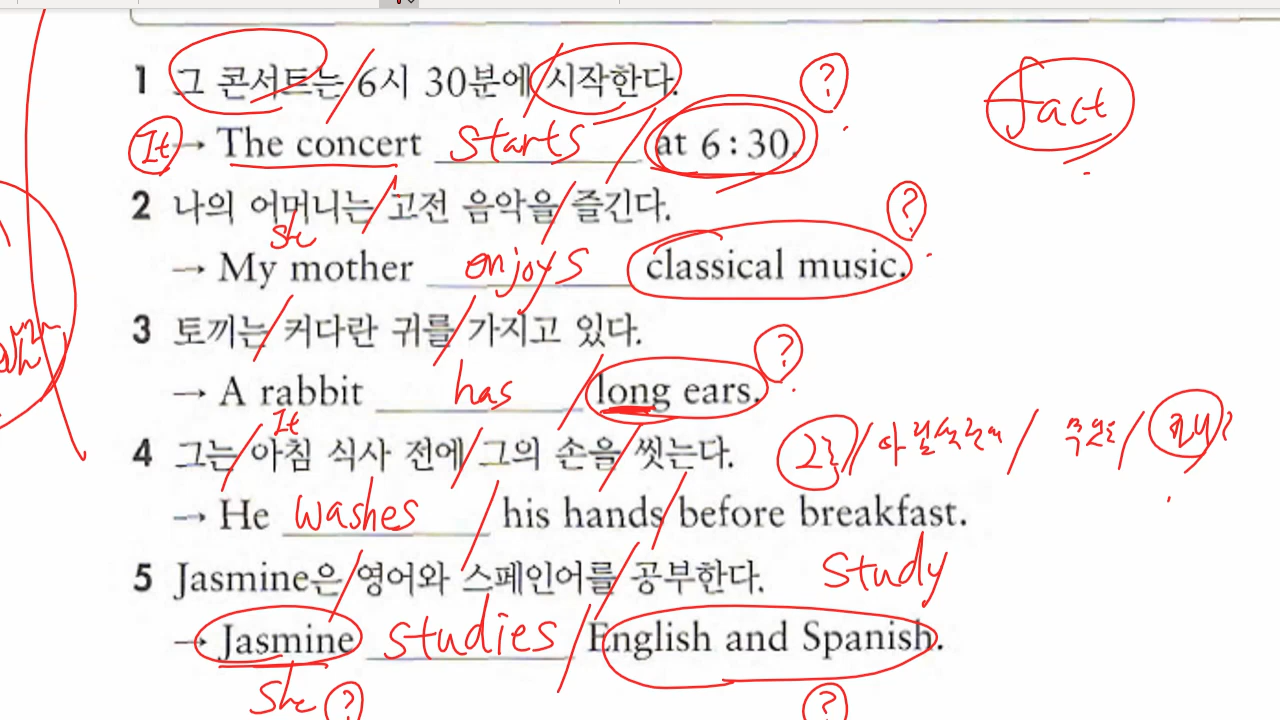 1 그 콘서트는 6시 30분에 시작한다. ? fact
It → The concert starts at 6:30.
2 나의 어머니는 고전 음악을 즐긴다. ?
She
→ My mother enjoys classical music.
3 토끼는 커다란 귀를 가지고 있다. ?
→ A rabbit has long ears.
It
4 그는 아침 식사 전에 그의 손을 씻는다.
→ He washes his hands before breakfast.
5 Jasmine은 영어와 스페인어를 공부한다. study
→ Jasmine studies English and Spanish.
She ? ?